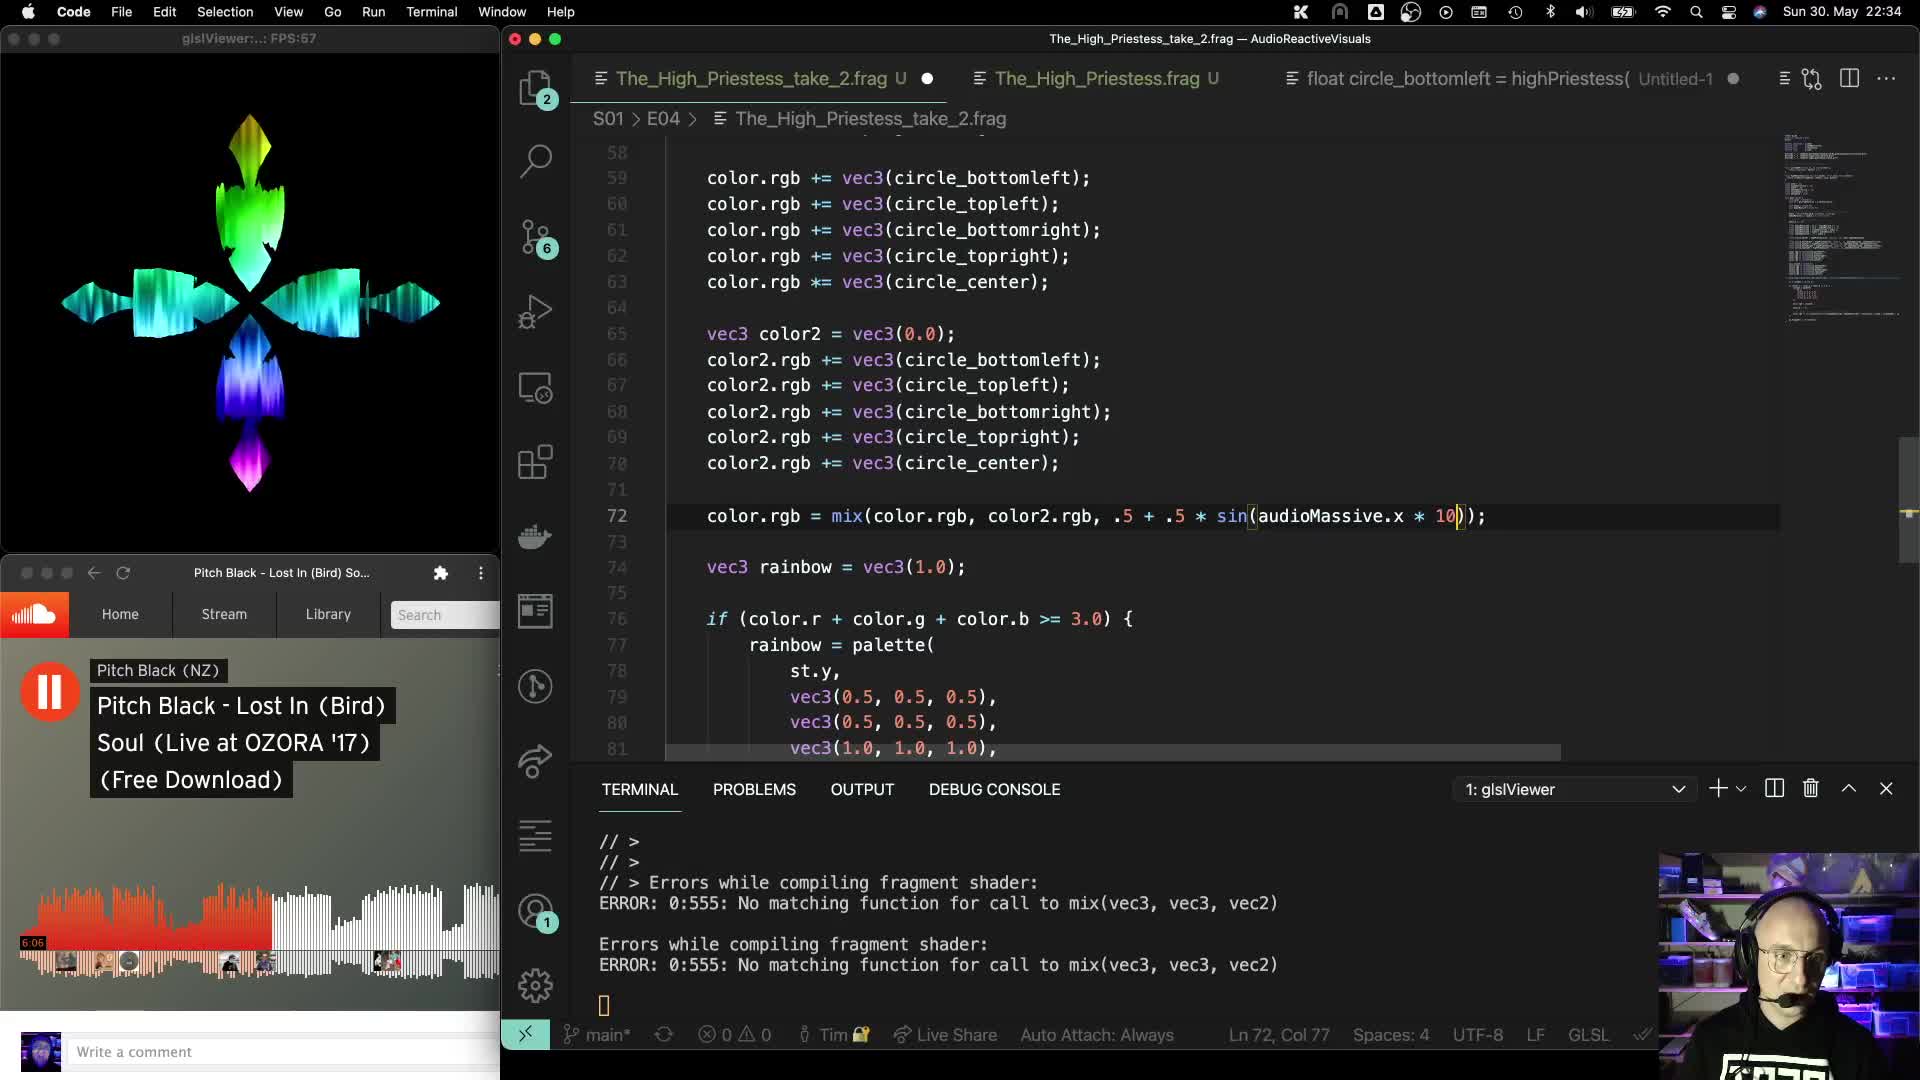 Code File Edit Selection View Go Run Terminal Window Help
Sun 30. May 22:34
glslViewer:..: FPS:57
The_High_Priestess_take_2.frag — AudioReactiveVisuals
The_High_Priestess_take_2.frag U
The_High_Priestess.frag U
float circle_bottomleft = highPriestess( Untitled-1
S01 > E04 > The_High_Priestess_take_2.frag
58
59 color.rgb += vec3(circle_bottomleft);
60 color.rgb += vec3(circle_topleft);
61 color.rgb += vec3(circle_bottomright);
62 color.rgb += vec3(circle_topright);
63 color.rgb *= vec3(circle_center);
64
65 vec3 color2 = vec3(0.0);
66 color2.rgb += vec3(circle_bottomleft);
67 color2.rgb += vec3(circle_topleft);
68 color2.rgb += vec3(circle_bottomright);
69 color2.rgb += vec3(circle_topright);
70 color2.rgb += vec3(circle_center);
71
72 color.rgb = mix(color.rgb, color2.rgb, .5 + .5 * sin(audioMassive.x * 10));
73
74 vec3 rainbow = vec3(1.0);
75
76 if (color.r + color.g + color.b >= 3.0) {
77 rainbow = palette(
78 st.y,
79 vec3(0.5, 0.5, 0.5),
80 vec3(0.5, 0.5, 0.5),
81 vec3(1.0, 1.0, 1.0),
2
6
1
Pitch Black - Lost In (Bird) So...
Home Stream Library Search
Pitch Black (NZ)
Pitch Black - Lost In (Bird)
Soul (Live at OZORA '17)
(Free Download)
6:06
Write a comment
TERMINAL PROBLEMS OUTPUT DEBUG CONSOLE
1: glslViewer
// >
// >
// > Errors while compiling fragment shader:
ERROR: 0:555: No matching function for call to mix(vec3, vec3, vec2)
Errors while compiling fragment shader:
ERROR: 0:555: No matching function for call to mix(vec3, vec3, vec2)
main* 0 0 Tim Live Share Auto Attach: Always Ln 72, Col 77 Spaces: 4 UTF-8 LF GLSL